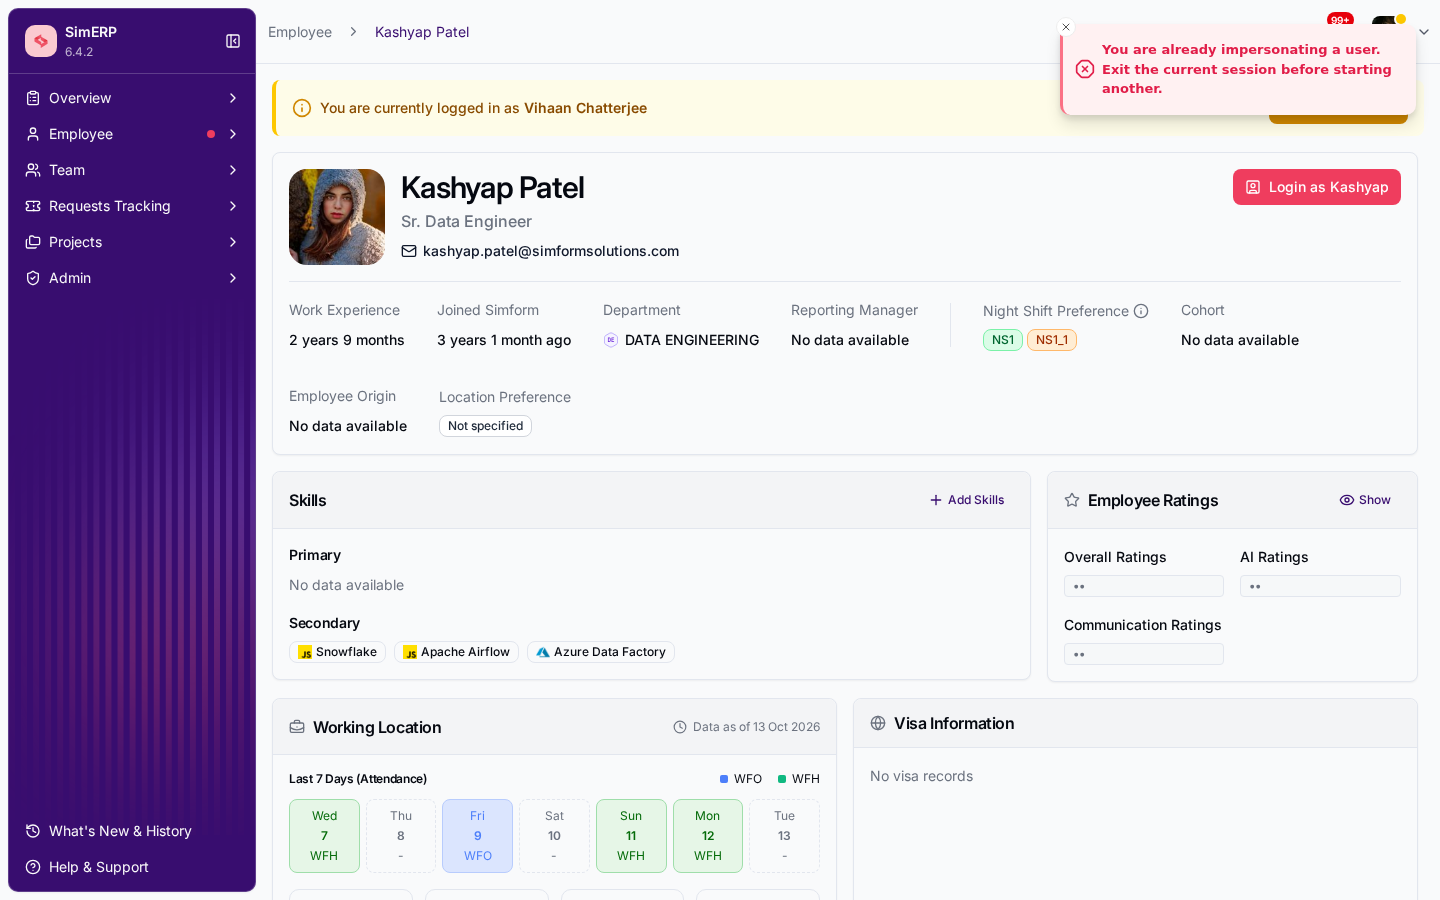 SimERP
6.4.2
Overview
Employee
Team
Requests Tracking
Projects
Admin
What's New & History
Help & Support
Employee
Kashyap Patel
99+
You are already impersonating a user.
Exit the current session before starting
another.
You are currently logged in as Vihaan Chatterjee
Kashyap Patel
Sr. Data Engineer
kashyap.patel@simformsolutions.com
Login as Kashyap
Work Experience
2 years 9 months
Joined Simform
3 years 1 month ago
Department
DE
DATA ENGINEERING
Reporting Manager
No data available
Night Shift Preference
NS1
NS1_1
Cohort
No data available
Employee Origin
No data available
Location Preference
Not specified
Skills
Add Skills
Primary
No data available
Secondary
JS Snowflake
JS Apache Airflow
Azure Data Factory
Employee Ratings
Show
Overall Ratings
AI Ratings
Communication Ratings
Working Location
Data as of 13 Oct 2026
Last 7 Days (Attendance)
WFO
WFH
Wed
7
WFH
Thu
8
-
Fri
9
WFO
Sat
10
-
Sun
11
WFH
Mon
12
WFH
Tue
13
-
Visa Information
No visa records